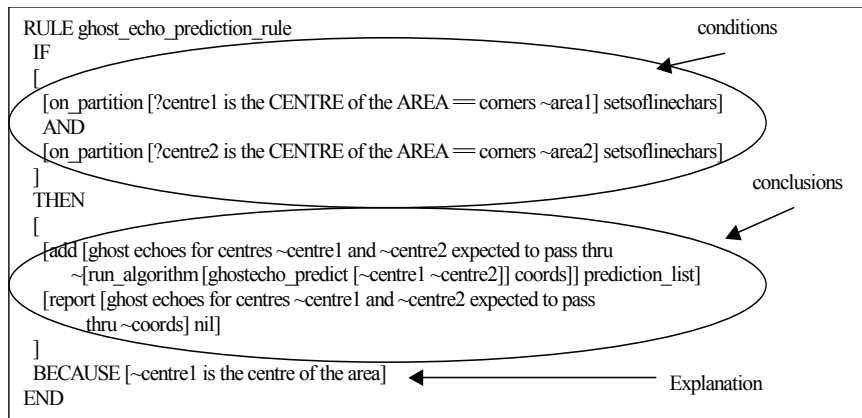 RULE ghost_echo_prediction_rule
conditions
IF
[
[on_partition [?centre1 is the CENTRE of the AREA == corners ~area1] setsoflinechars]
AND
[on_partition [?centre2 is the CENTRE of the AREA == corners ~area2] setsoflinechars]
]
THEN
conclusions
[
[add [ghost echoes for centres ~centre1 and ~centre2 expected to pass thru
~[run_algorithm [ghostecho_predict [~centre1 ~centre2]] coords]] prediction_list]
[report [ghost echoes for centres ~centre1 and ~centre2 expected to pass
thru ~coords] nil]
]
BECAUSE [~centre1 is the centre of the area]
Explanation
END